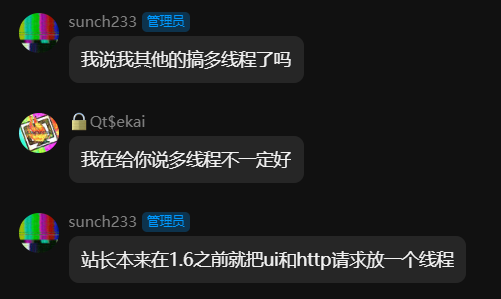 sunch233 管理员
我说我其他的搞多线程了吗
🔒Qt$ekai
我在给你说多线程不一定好
sunch233 管理员
站长本来在1.6之前就把ui和http请求放一个线程